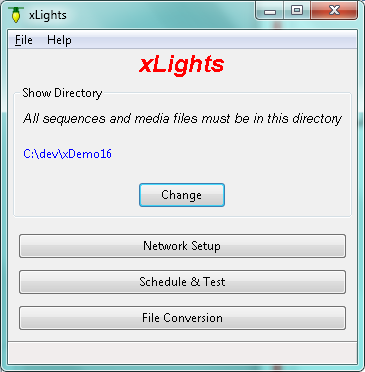 xLights
File Help
xLights
Show Directory
All sequences and media files must be in this directory
C:\dev\xDemo16
Change
Network Setup
Schedule & Test
File Conversion